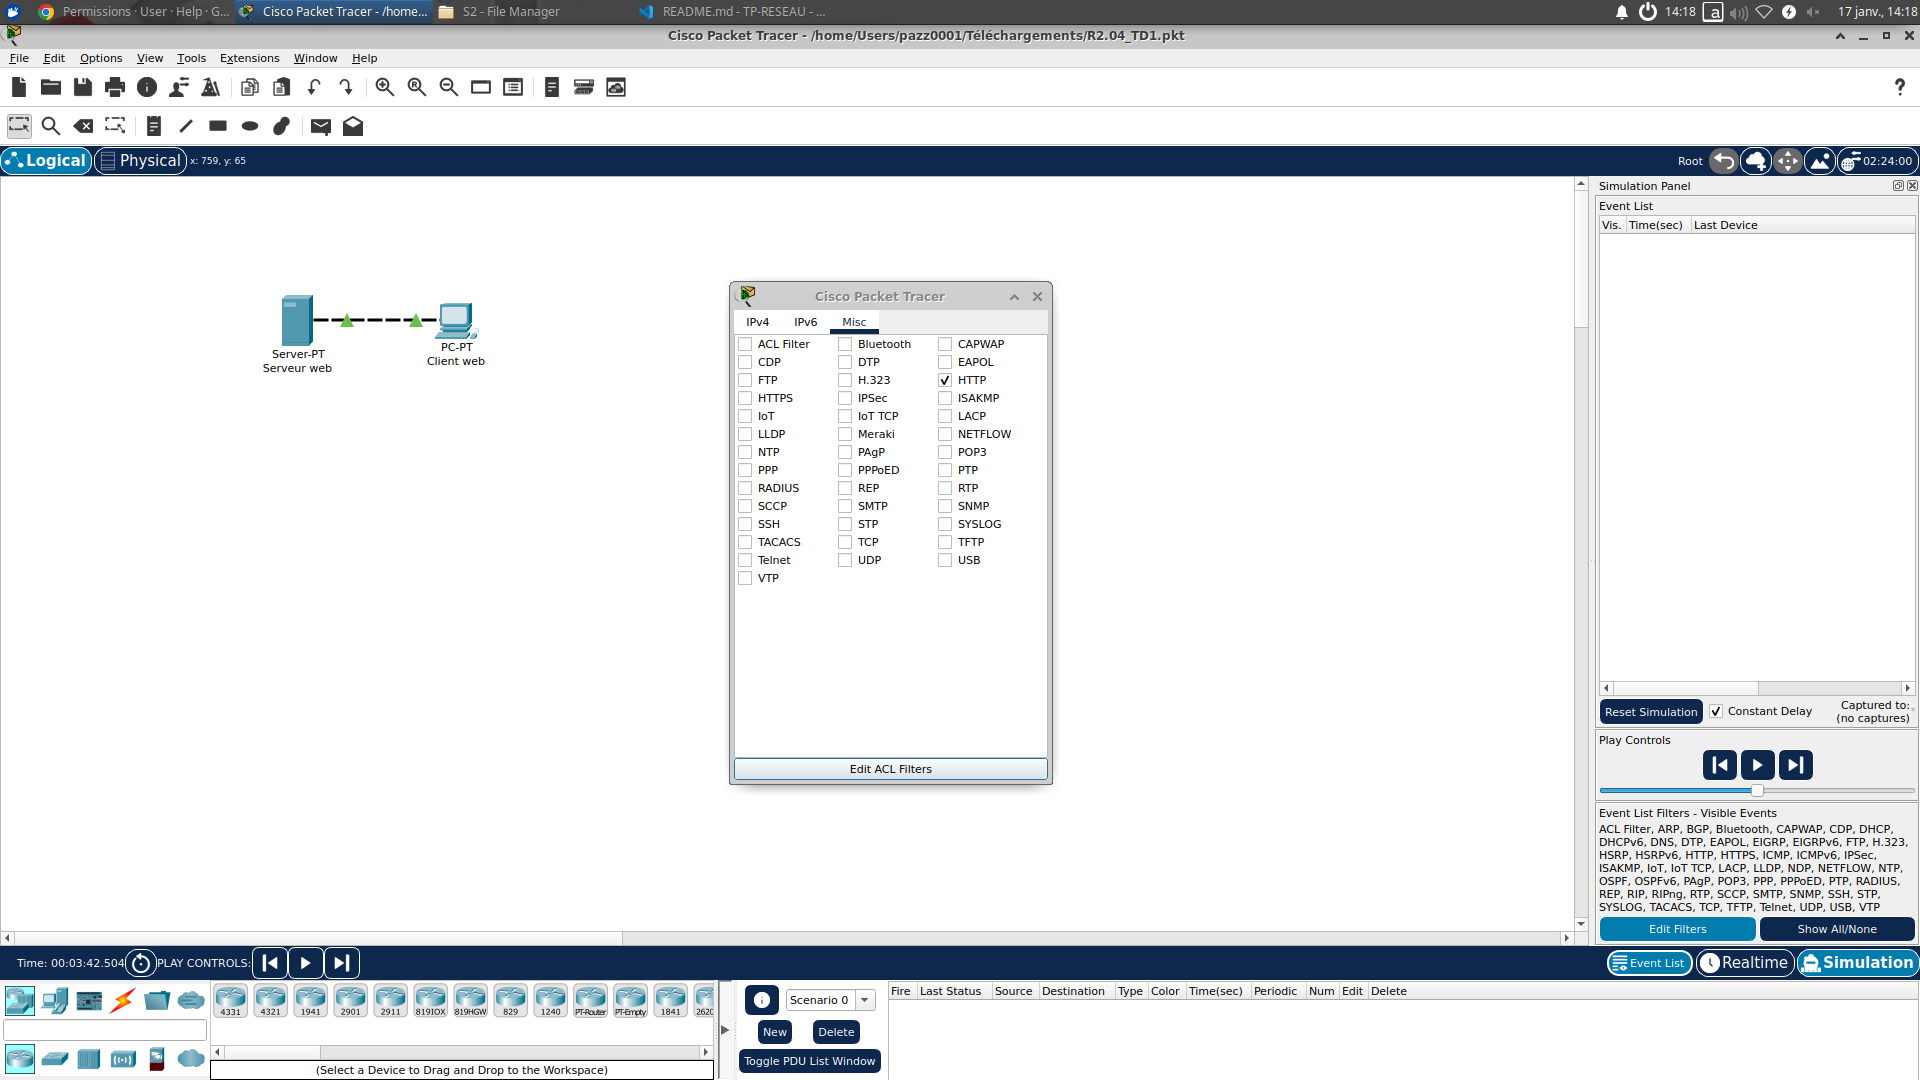 Permissions · User · Help · G...
Cisco Packet Tracer - /home...
S2 - File Manager
README.md - TP-RESEAU - ...
14:18
a
17 janv., 14:18
Cisco Packet Tracer - /home/Users/pazz0001/Téléchargements/R2.04_TD1.pkt
File Edit Options View Tools Extensions Window Help
Logical
Physical
x: 759, y: 65
Root
02:24:00
Simulation Panel
Event List
Vis. Time(sec) Last Device
Server-PT
Serveur web
PC-PT
Client web
Cisco Packet Tracer
IPv4 IPv6 Misc
ACL Filter Bluetooth CAPWAP
CDP DTP EAPOL
FTP H.323 HTTP
HTTPS IPSec ISAKMP
IoT IoT TCP LACP
LLDP Meraki NETFLOW
NTP PAgP POP3
PPP PPPoED PTP
RADIUS REP RTP
SCCP SMTP SNMP
SSH STP SYSLOG
TACACS TCP TFTP
Telnet UDP USB
VTP
Edit ACL Filters
Reset Simulation
Constant Delay
Captured to:
(no captures)
Play Controls
Event List Filters - Visible Events
ACL Filter, ARP, BGP, Bluetooth, CAPWAP, CDP, DHCP,
DHCPv6, DNS, DTP, EAPOL, EIGRP, EIGRPv6, FTP, H.323,
HSRP, HSRPv6, HTTP, HTTPS, ICMP, ICMPv6, IPSec,
ISAKMP, IoT, IoT TCP, LACP, LLDP, NDP, NETFLOW, NTP,
OSPF, OSPFv6, PAgP, POP3, PPP, PPPoED, PTP, RADIUS,
REP, RIP, RIPng, RTP, SCCP, SMTP, SNMP, SSH, STP,
SYSLOG, TACACS, TCP, TFTP, Telnet, UDP, USB, VTP
Edit Filters
Show All/None
Time: 00:03:42.504
PLAY CONTROLS:
Event List
Realtime
Simulation
4331 4321 1941 2901 2911 819IOX 819HGW 829 1240 PT-Router PT-Empty 1841 2620
(Select a Device to Drag and Drop to the Workspace)
Scenario 0
New
Delete
Toggle PDU List Window
Fire Last Status Source Destination Type Color Time(sec) Periodic Num Edit Delete